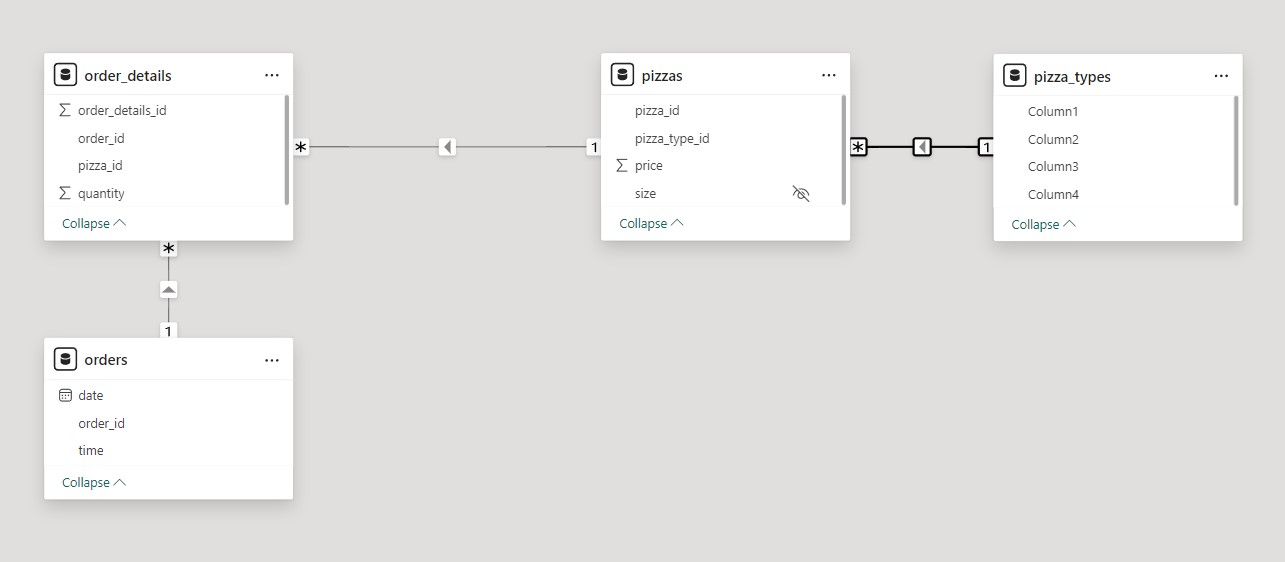 order_details
order_details_id
order_id
pizza_id
quantity
Collapse
pizzas
pizza_id
pizza_type_id
price
size
Collapse
pizza_types
Column1
Column2
Column3
Column4
Collapse
* 1
* 1
*
1
orders
date
order_id
time
Collapse